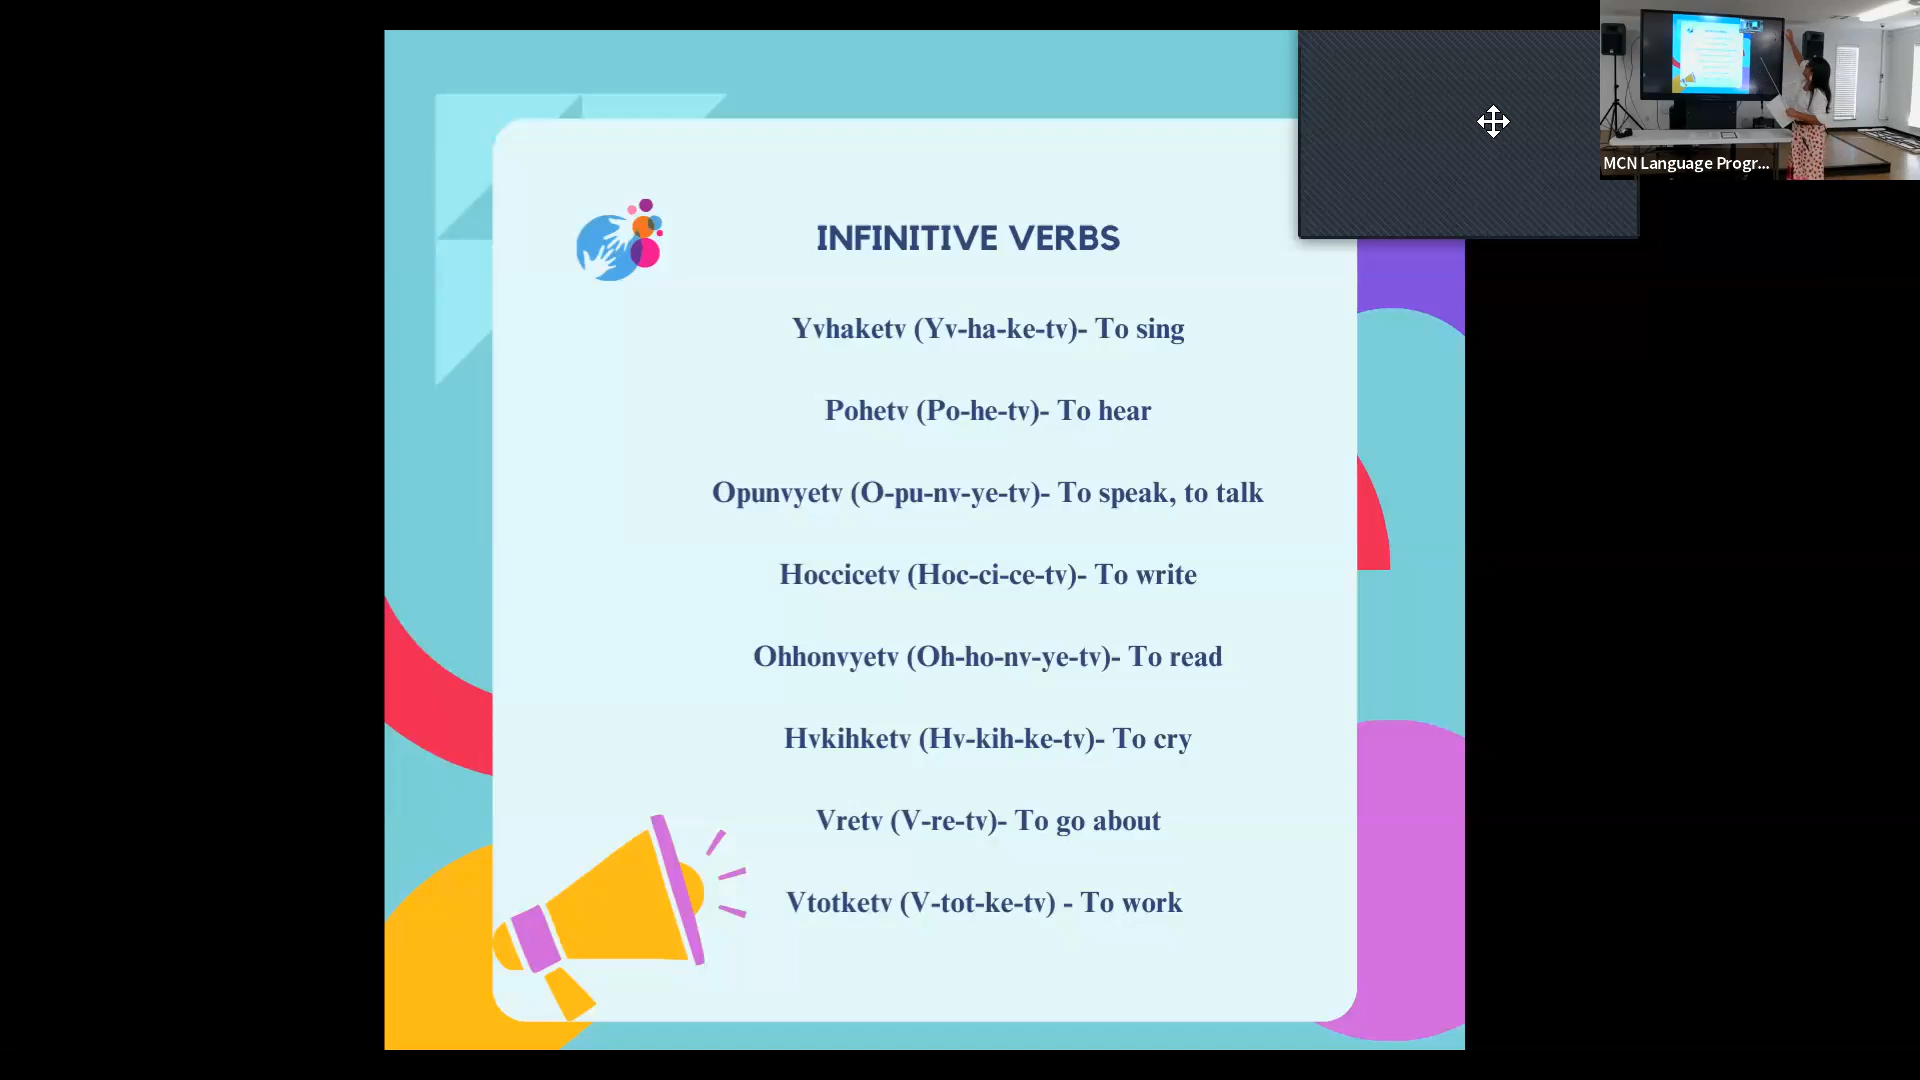 INFINITIVE VERBS
Yvhaketv (Yv-ha-ke-tv)- To sing
Pohetv (Po-he-tv)- To hear
Opunvyetv (O-pu-nv-ye-tv)- To speak, to talk
Hoccicetv (Hoc-ci-ce-tv)- To write
Ohhonvyetv (Oh-ho-nv-ye-tv)- To read
Hvkihketv (Hv-kih-ke-tv)- To cry
Vretv (V-re-tv)- To go about
Vtotketv (V-tot-ke-tv) - To work
MCN Language Progr...